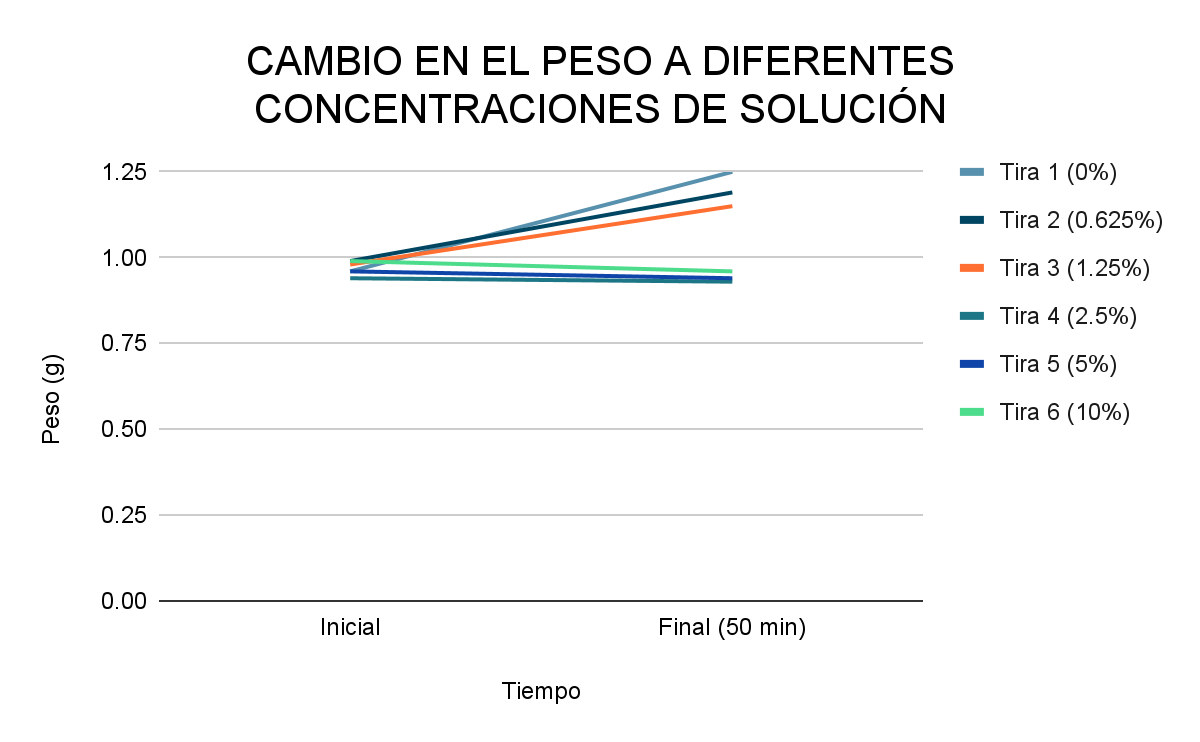 CAMBIO EN EL PESO A DIFERENTES
CONCENTRACIONES DE SOLUCIÓN
1.25
1.00
0.75
0.50
0.25
0.00
Peso (g)
Inicial
Final (50 min)
Tiempo
Tira 1 (0%)
Tira 2 (0.625%)
Tira 3 (1.25%)
Tira 4 (2.5%)
Tira 5 (5%)
Tira 6 (10%)